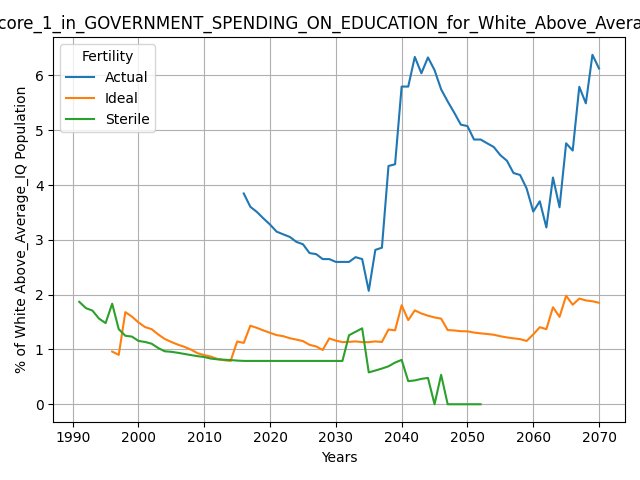 core_1_in_GOVERNMENT_SPENDING_ON_EDUCATION_for_White_Above_Avera
Fertility
Actual
Ideal
Sterile
% of White Above_Average_IQ Population
6
5
4
3
2
1
0
1990 2000 2010 2020 2030 2040 2050 2060 2070
Years